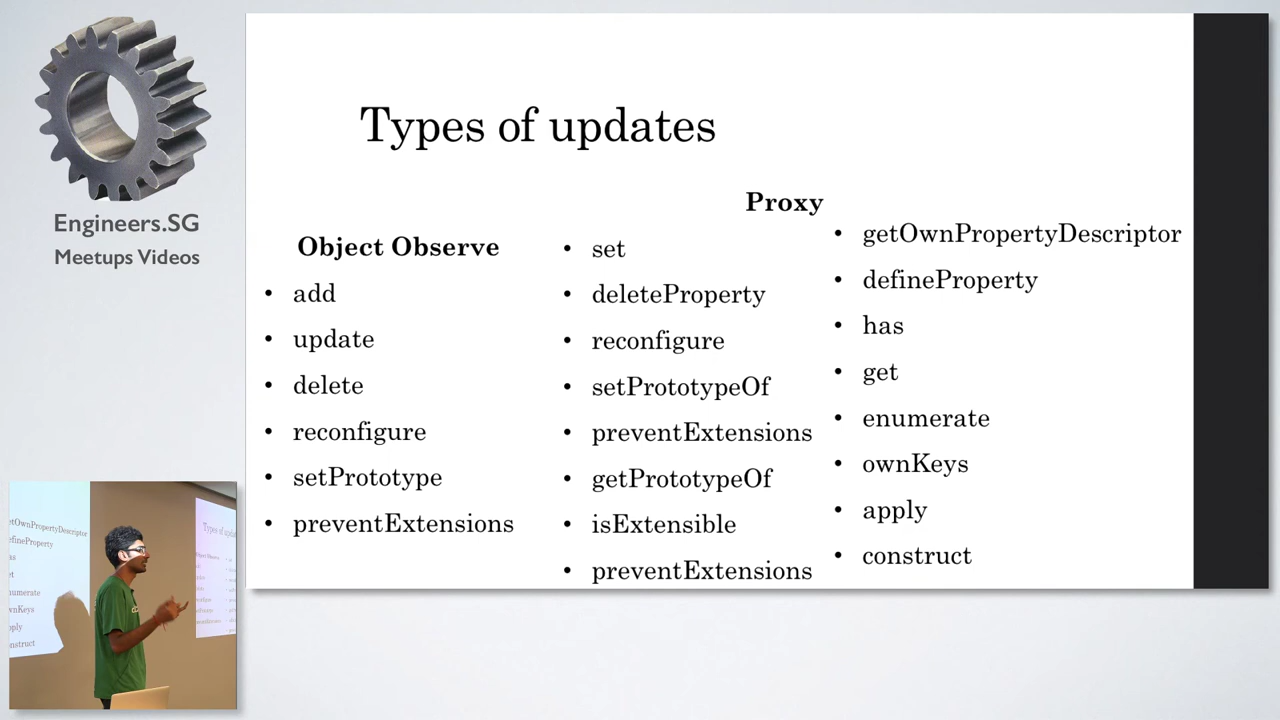 Engineers.SG
Meetups Videos
Types of updates
Object Observe
• add
• update
• delete
• reconfigure
• setPrototype
• preventExtensions
Proxy
• set
• deleteProperty
• reconfigure
• setPrototypeOf
• preventExtensions
• getPrototypeOf
• isExtensible
• preventExtensions
• getOwnPropertyDescriptor
• defineProperty
• has
• get
• enumerate
• ownKeys
• apply
• construct